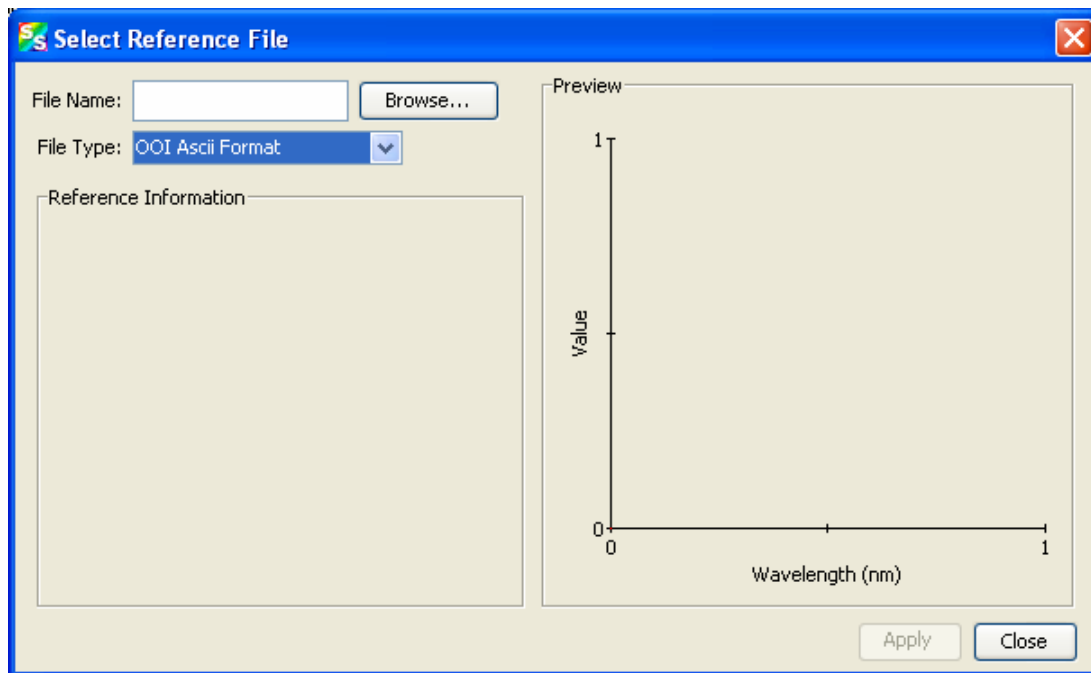 SS Select Reference File
File Name:
Browse...
File Type: OOI Ascii Format
Reference Information
Preview
1
Value
0
0
1
Wavelength (nm)
Apply
Close